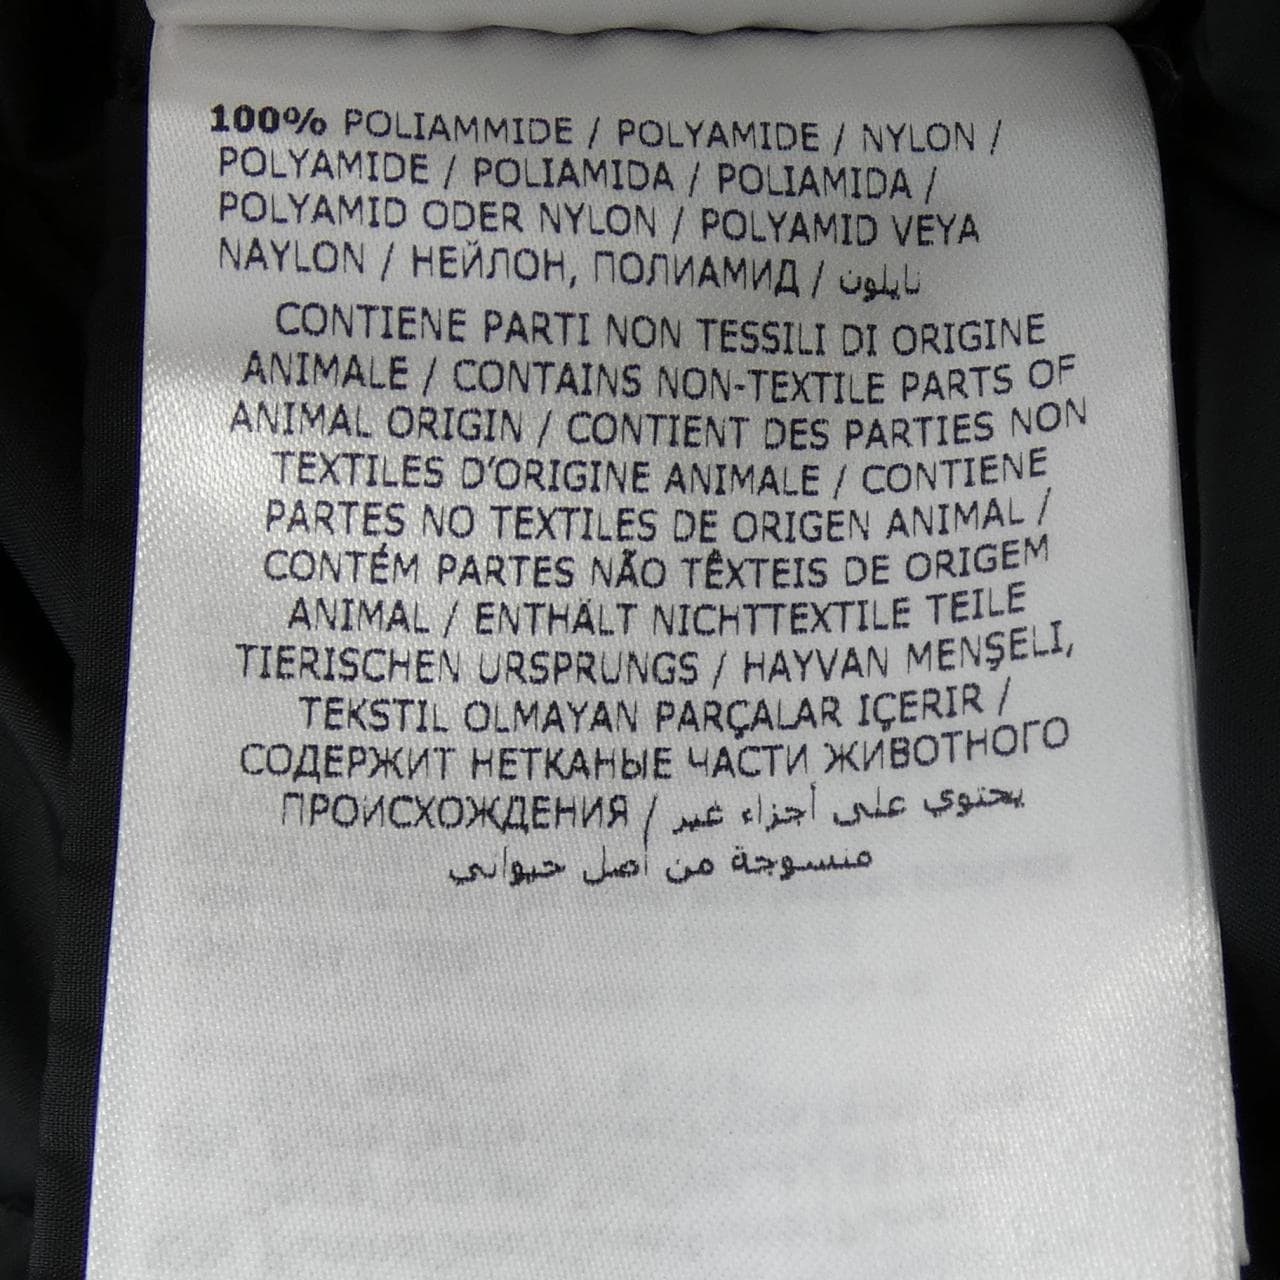 100% POLIAMMIDE / POLYAMIDE / NYLON /
POLYAMIDE / POLIAMIDA / POLIAMIDA /
POLYAMID ODER NYLON / POLYAMID VEYA
NAYLON / НЕЙЛОН, ПОЛИАМИД / نايلون
CONTIENE PARTI NON TESSILI DI ORIGINE
ANIMALE / CONTAINS NON-TEXTILE PARTS OF
ANIMAL ORIGIN / CONTIENT DES PARTIES NON
TEXTILES D'ORIGINE ANIMALE / CONTIENE
PARTES NO TEXTILES DE ORIGEN ANIMAL /
CONTÉM PARTES NÃO TÊXTEIS DE ORIGEM
ANIMAL / ENTHÄLT NICHTTEXTILE TEILE
TIERISCHEN URSPRUNGS / HAYVAN MENŞELI,
TEKSTIL OLMAYAN PARÇALAR IÇERIR /
СОДЕРЖИТ НЕТКАНЫЕ ЧАСТИ ЖИВОТНОГО
ПРОИСХОЖДЕНИЯ / يحتوي على أجزاء غير
منسوجة من أصل حيواني